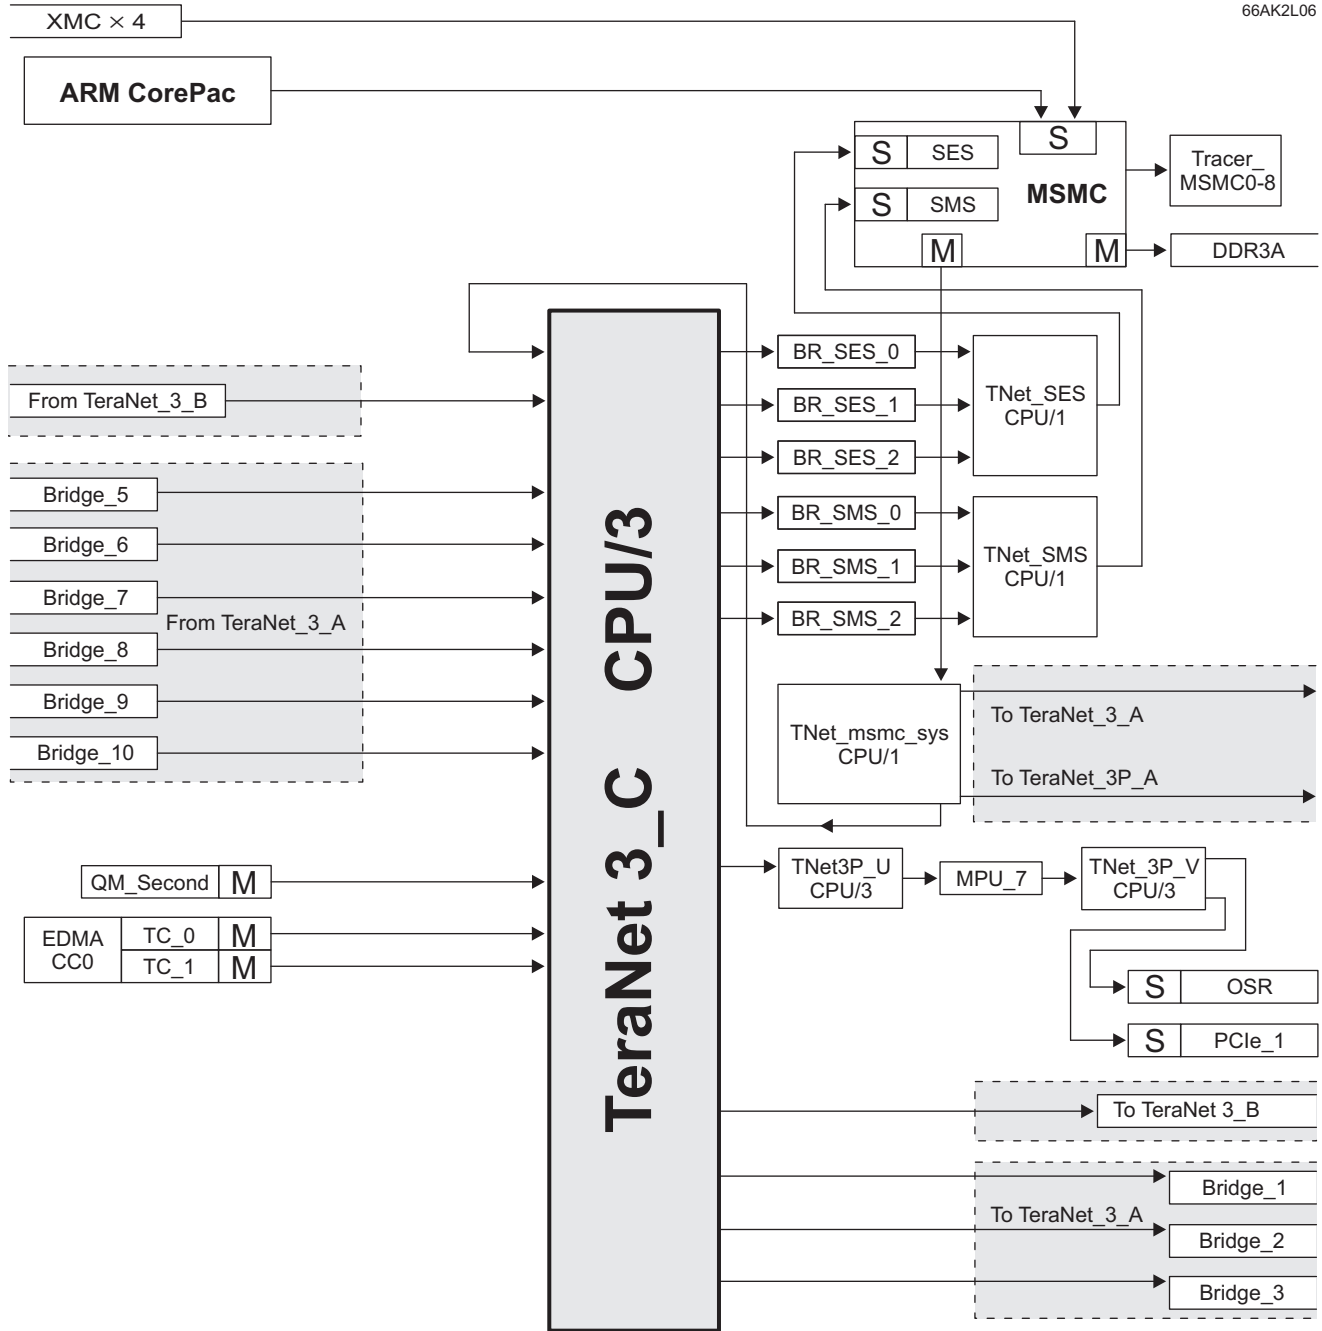 66AK2L06
XMC × 4
ARM CorePac
S
S SES
S SMS
MSMC
M
M
Tracer_
MSMC0-8
DDR3A
TeraNet 3_C CPU/3
From TeraNet_3_B
Bridge_5
Bridge_6
Bridge_7
From TeraNet_3_A
Bridge_8
Bridge_9
Bridge_10
QM_Second M
EDMA
CC0
TC_0 M
TC_1 M
BR_SES_0
BR_SES_1
BR_SES_2
TNet_SES
CPU/1
BR_SMS_0
BR_SMS_1
BR_SMS_2
TNet_SMS
CPU/1
TNet_msmc_sys
CPU/1
To TeraNet_3_A
To TeraNet_3P_A
TNet3P_U
CPU/3
MPU_7
TNet_3P_V
CPU/3
S OSR
S PCIe_1
To TeraNet 3_B
Bridge_1
To TeraNet_3_A
Bridge_2
Bridge_3